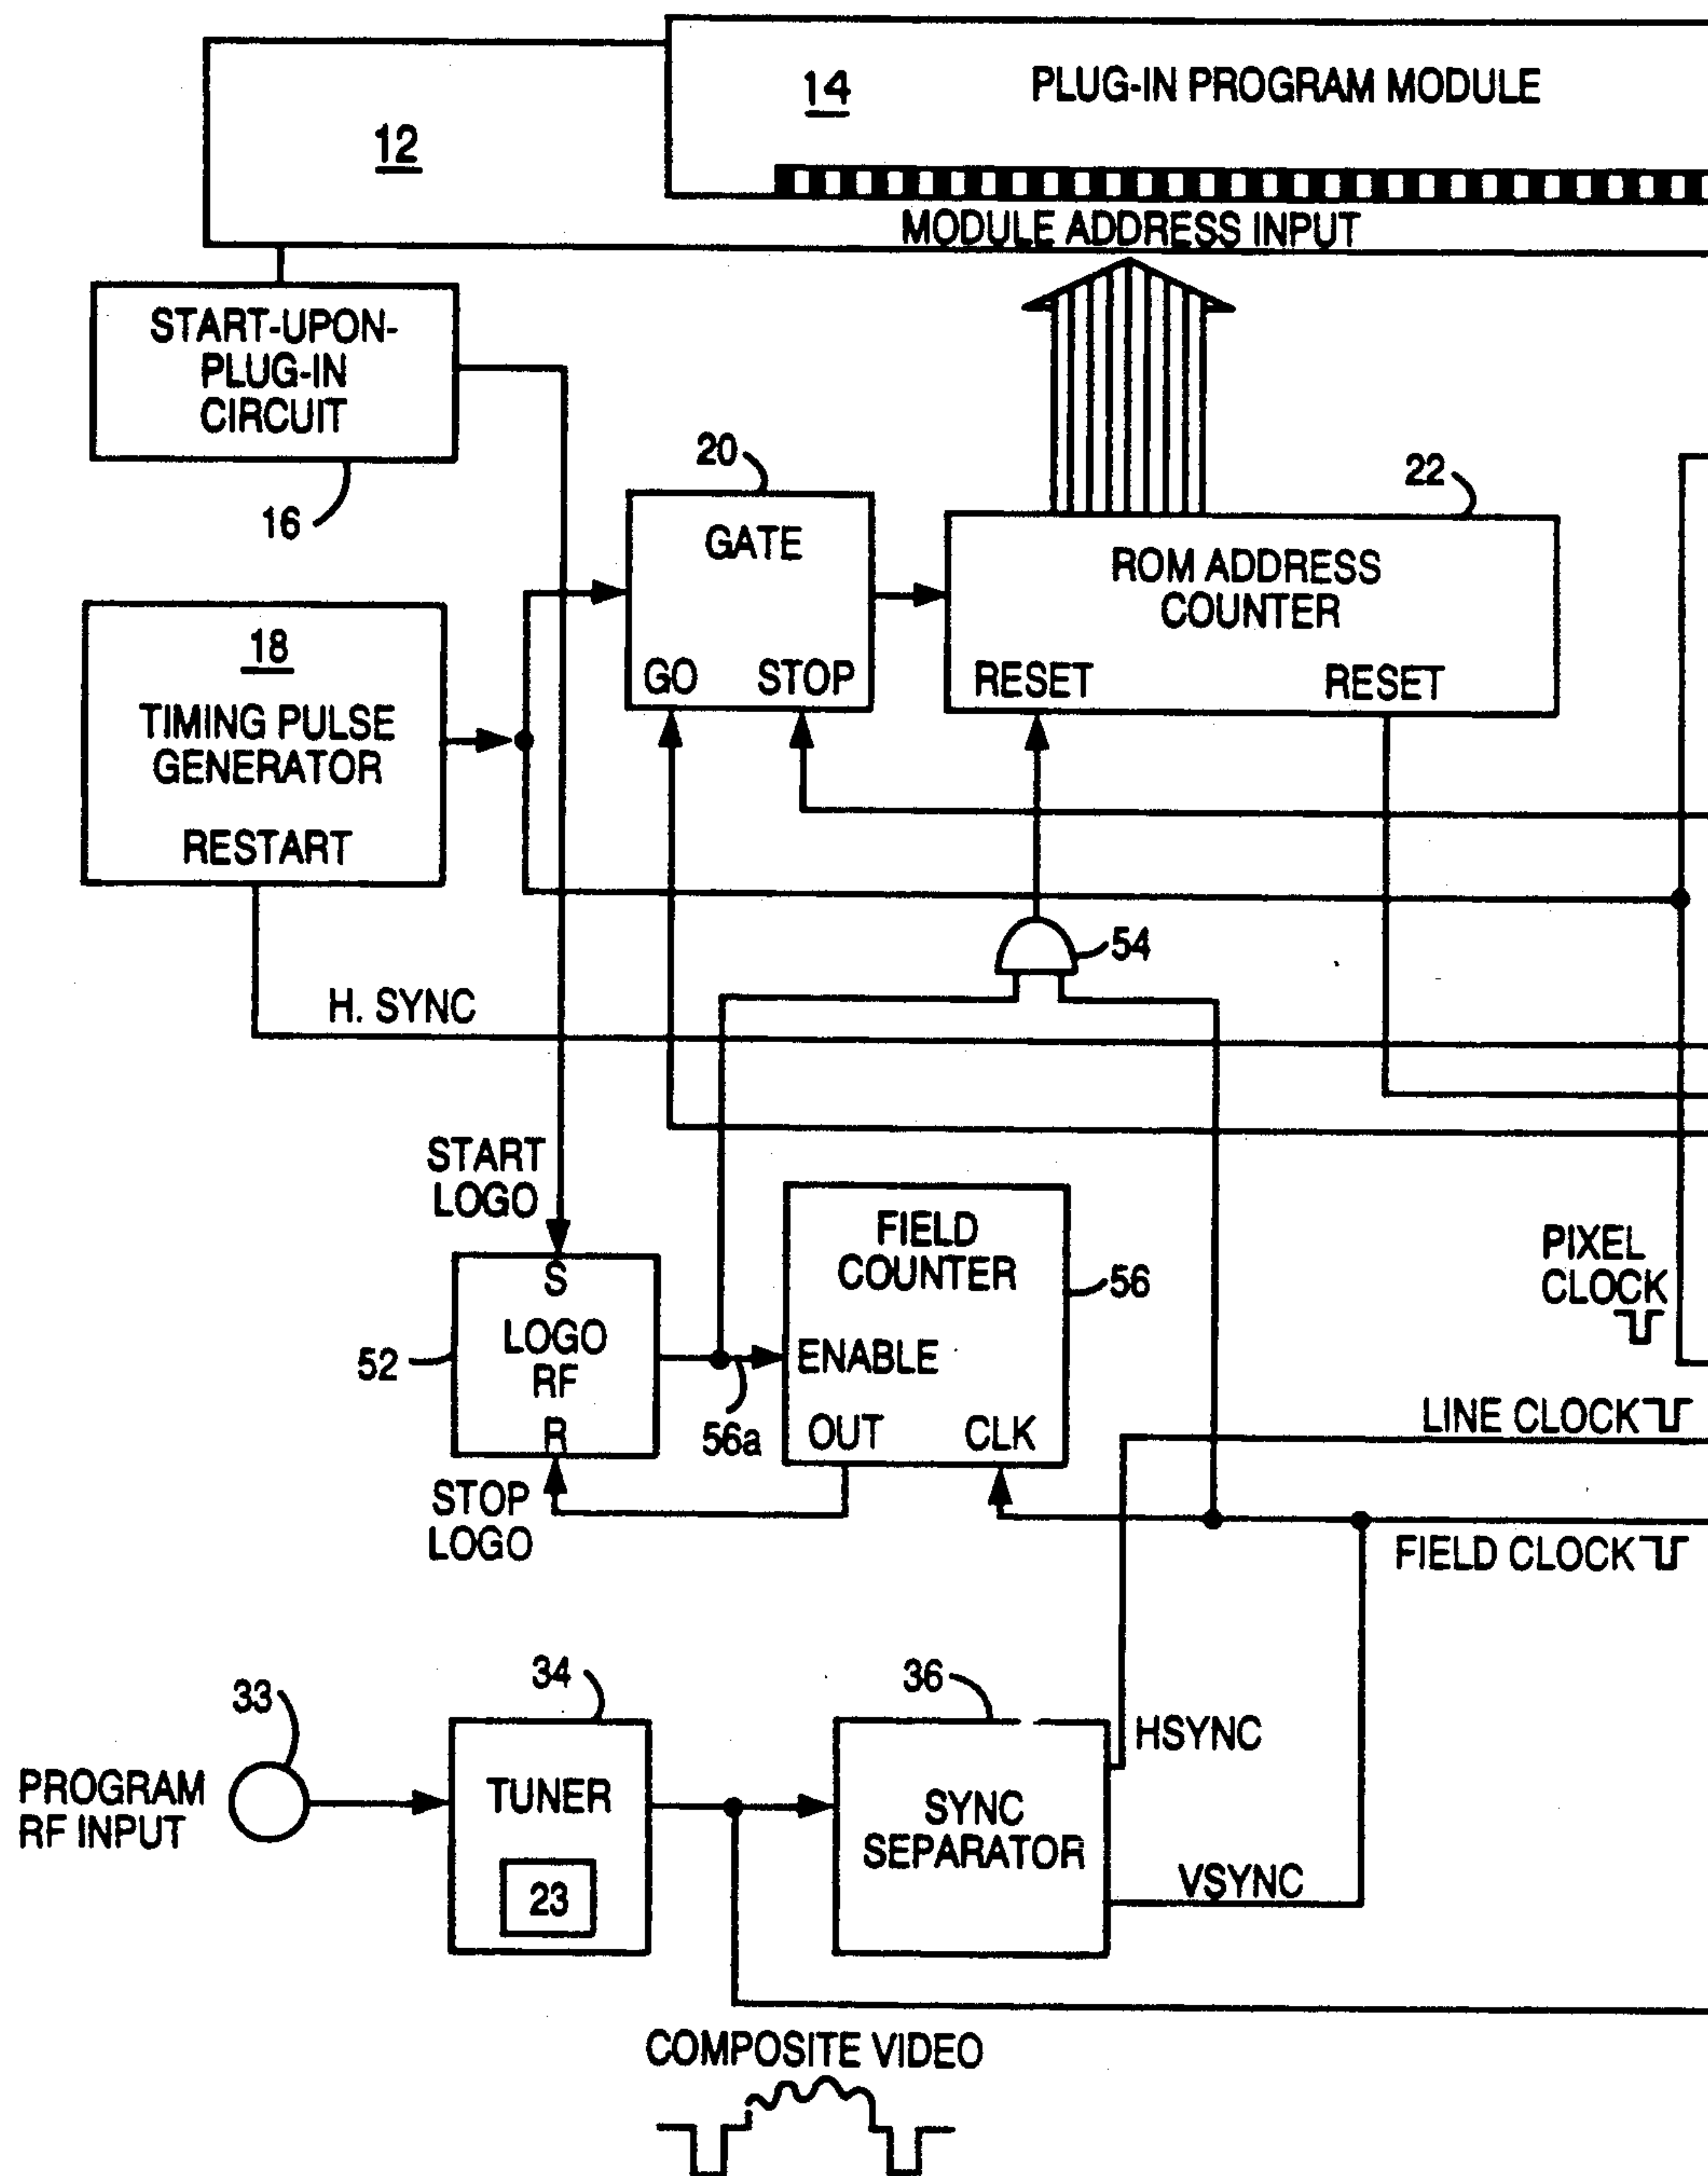 14
PLUG-IN PROGRAM MODULE
12
MODULE ADDRESS INPUT
START-UPON-
PLUG-IN
CIRCUIT
16
20
GATE
GO
STOP
22
ROM ADDRESS
COUNTER
RESET
RESET
18
TIMING PULSE
GENERATOR
RESTART
54
H. SYNC
START
LOGO
S
LOGO
RF
R
52
56a
FIELD
COUNTER
ENABLE
OUT
CLK
56
PIXEL
CLOCK
LINE CLOCK
STOP
LOGO
FIELD CLOCK
33
PROGRAM
RF INPUT
34
TUNER
23
36
SYNC
SEPARATOR
HSYNC
VSYNC
COMPOSITE VIDEO